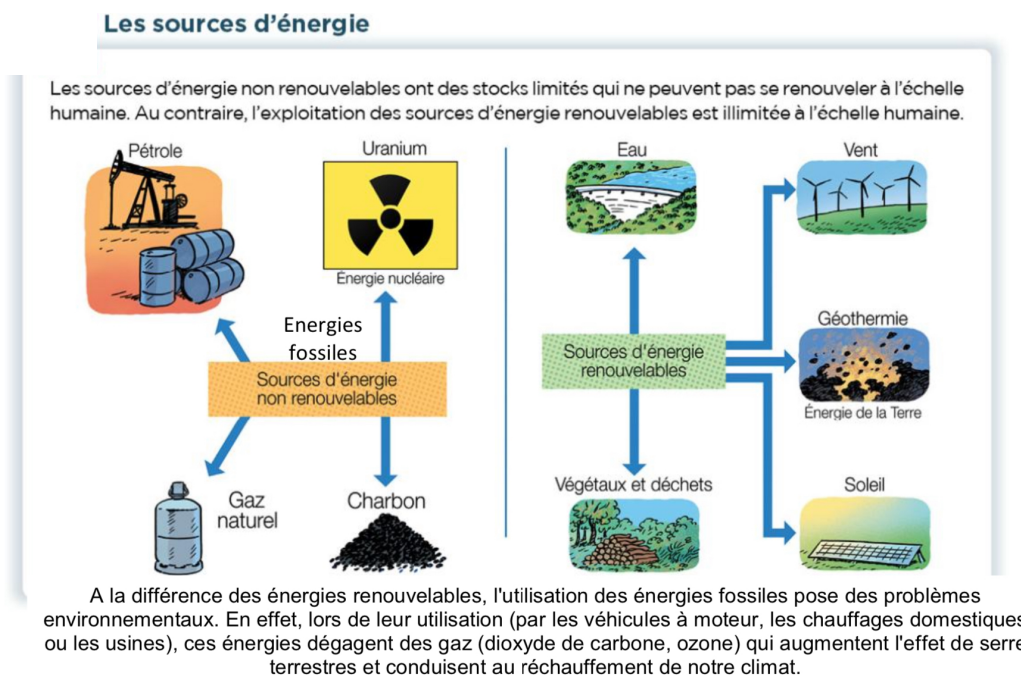 Les sources d'énergie
Les sources d'énergie non renouvelables ont des stocks limités qui ne peuvent pas se renouveler à l'échelle
humaine. Au contraire, l'exploitation des sources d'énergie renouvelables est illimitée à l'échelle humaine.
Pétrole
Uranium
Énergie nucléaire
Energies
fossiles
Sources d'énergie
non renouvelables
Gaz
naturel
Charbon
Eau
Vent
Sources d'énergie
renouvelables
Géothermie
Énergie de la Terre
Végétaux et déchets
Soleil
A la différence des énergies renouvelables, l'utilisation des énergies fossiles pose des problèmes
environnementaux. En effet, lors de leur utilisation (par les véhicules à moteur, les chauffages domestiques
ou les usines), ces énergies dégagent des gaz (dioxyde de carbone, ozone) qui augmentent l'effet de serre
terrestres et conduisent au réchauffement de notre climat.